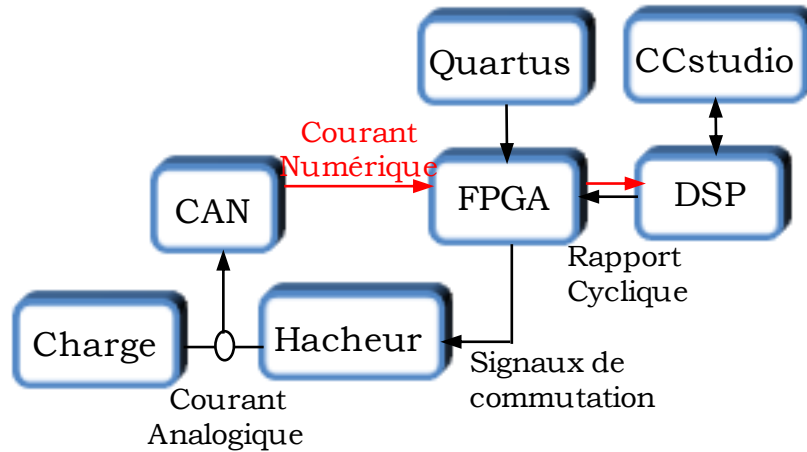 Quartus
CCstudio
Courant
Numérique
CAN
FPGA
DSP
Rapport
Cyclique
Charge
Hacheur
Signaux de
commutation
Courant
Analogique